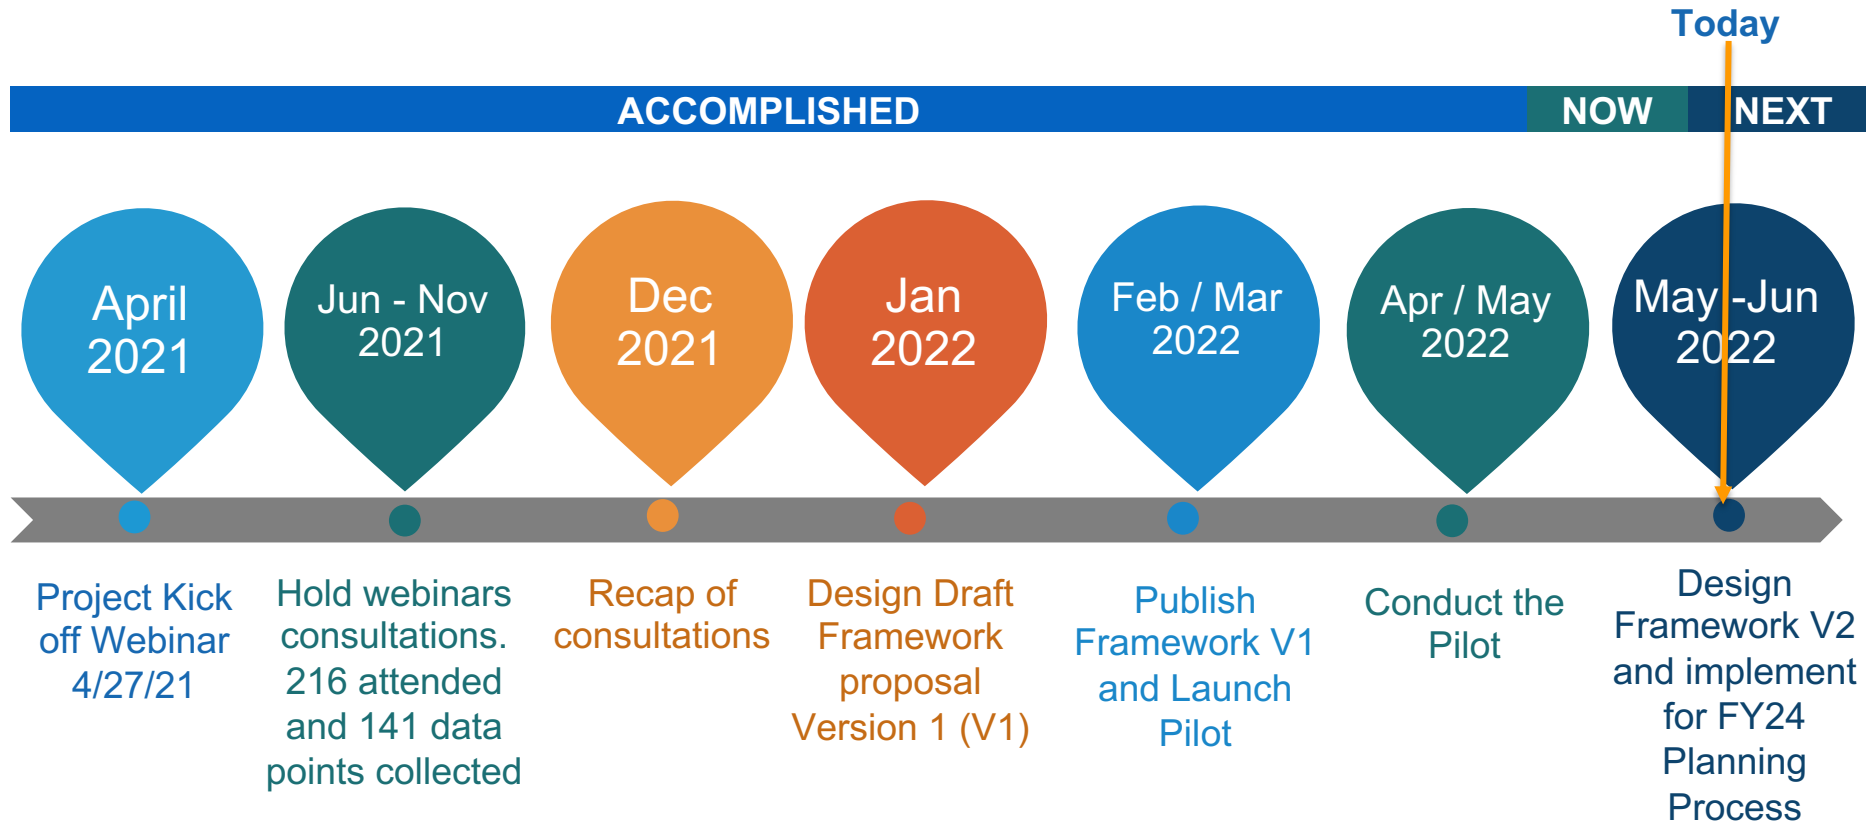 Today
ACCOMPLISHED
NOW
NEXT
April
2021
Jun - Nov
2021
Dec
2021
Jan
2022
Feb / Mar
2022
Apr / May
2022
May -Jun
2022
Project Kick
off Webinar
4/27/21
Hold webinars
consultations.
216 attended
and 141 data
points collected
Recap of
consultations
Design Draft
Framework
proposal
Version 1 (V1)
Publish
Framework V1
and Launch
Pilot
Conduct the
Pilot
Design
Framework V2
and implement
for FY24
Planning
Process